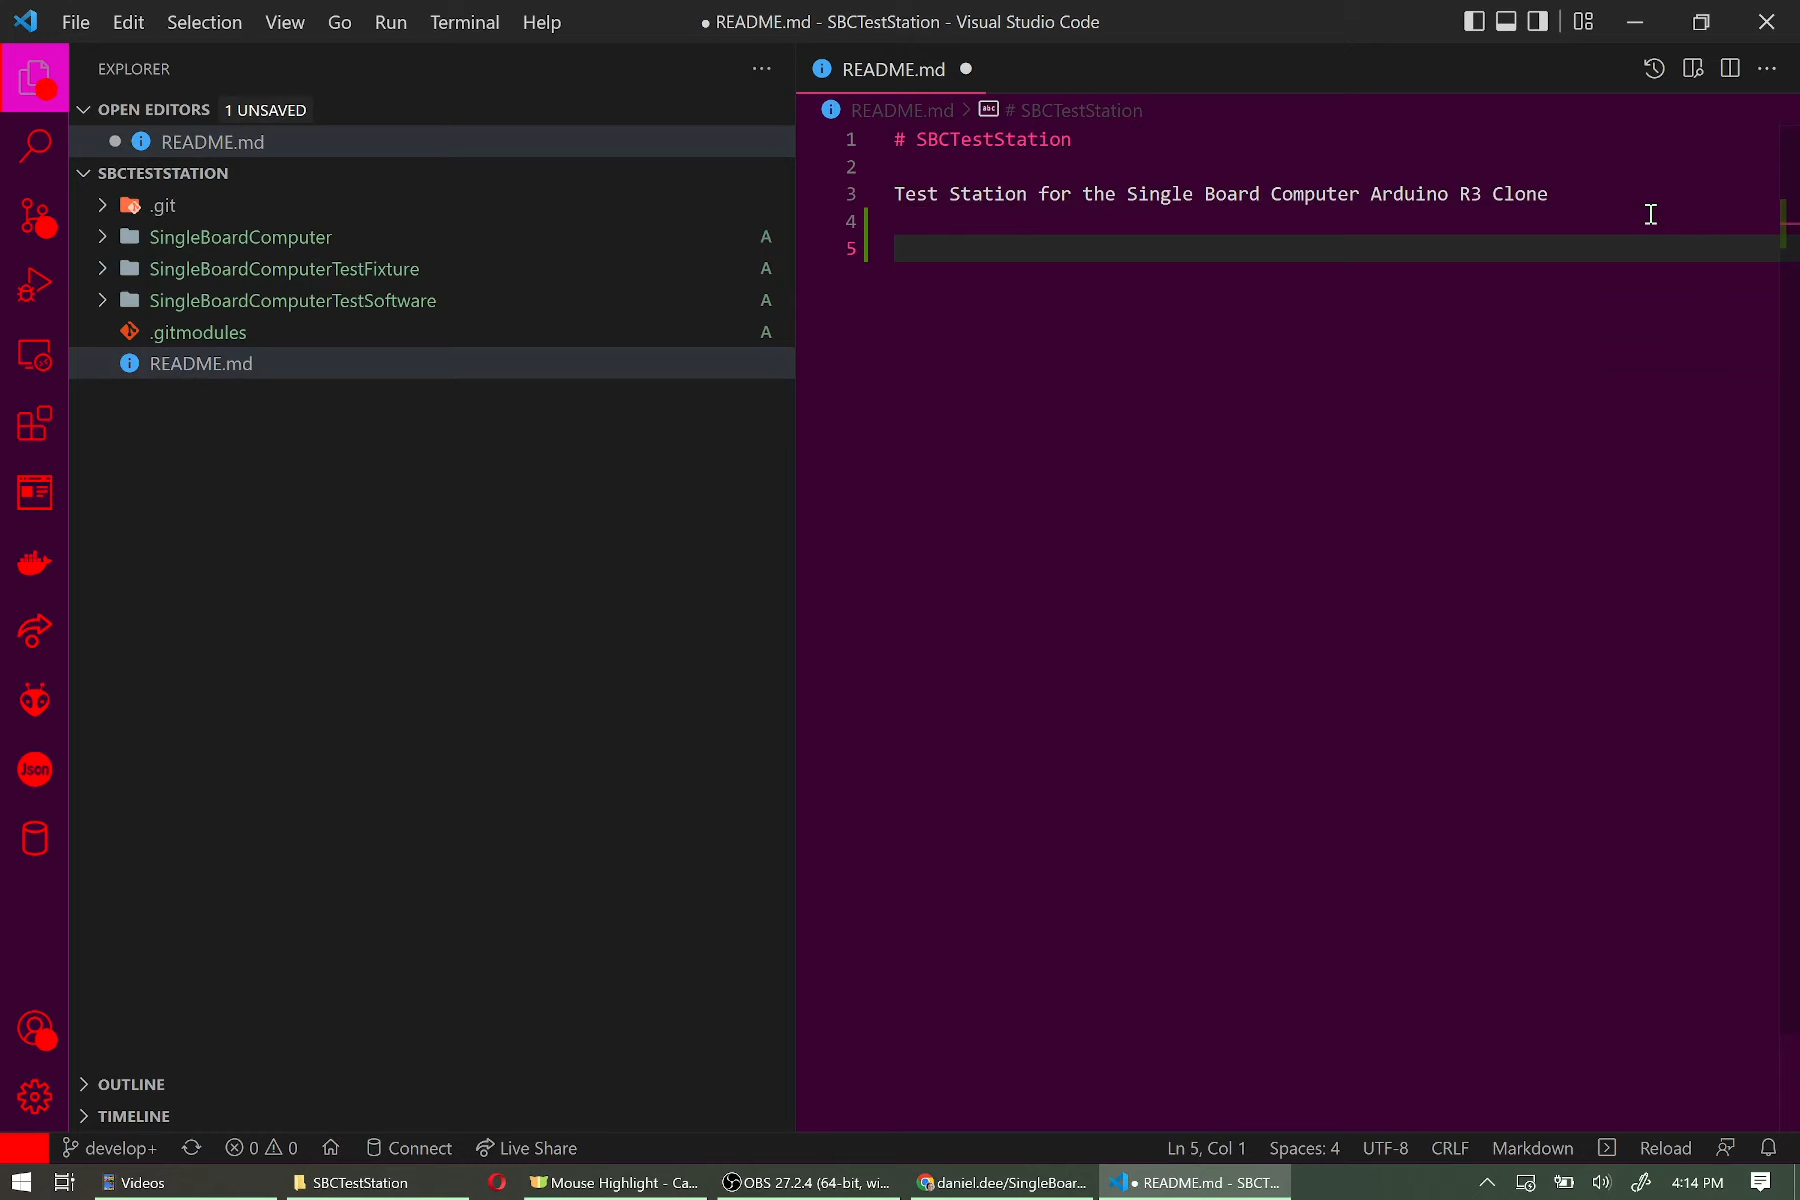 File Edit Selection View Go Run Terminal Help
● README.md - SBCTestStation - Visual Studio Code
EXPLORER
OPEN EDITORS 1 UNSAVED
README.md
SBCTESTSTATION
.git
SingleBoardComputer A
SingleBoardComputerTestFixture A
SingleBoardComputerTestSoftware A
.gitmodules A
README.md
OUTLINE
TIMELINE
README.md
README.md > abc # SBCTestStation
1 # SBCTestStation
2
3 Test Station for the Single Board Computer Arduino R3 Clone
4
5
Json
develop+ 0 0 Connect Live Share Ln 5, Col 1 Spaces: 4 UTF-8 CRLF Markdown Reload
Videos SBCTestStation Mouse Highlight - Ca... OBS 27.2.4 (64-bit, wi... daniel.dee/SingleBoar... ● README.md - SBCT... 4:14 PM